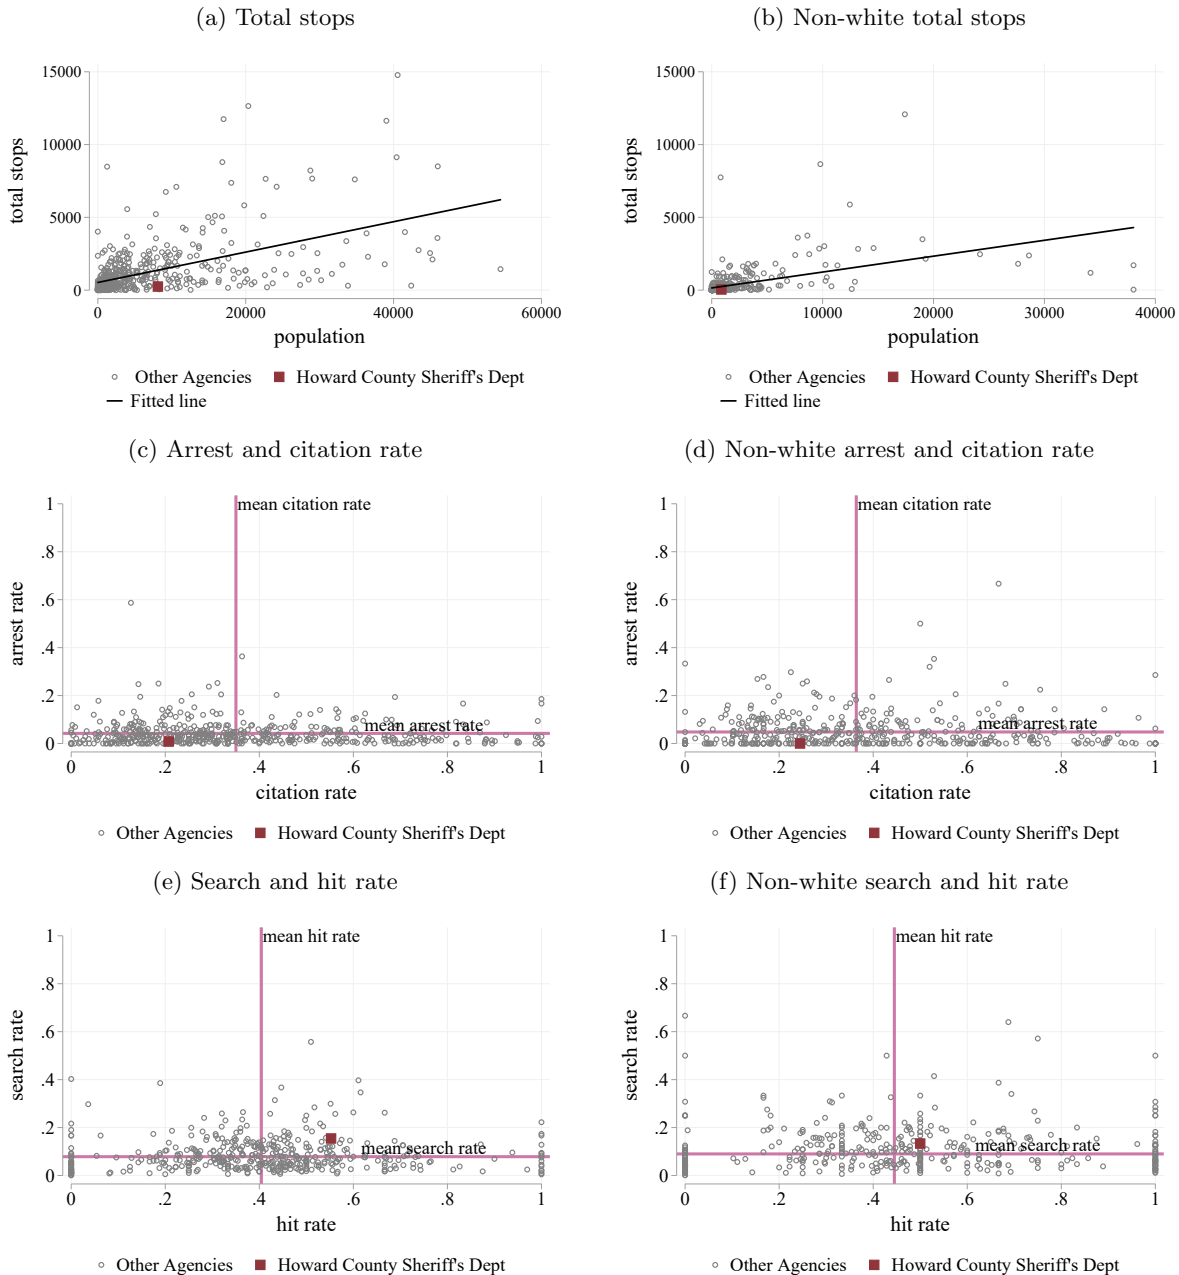 (a) Total stops
15000
10000
5000
0
total stops
0 20000 40000 60000
population
Other Agencies Howard County Sheriff's Dept
Fitted line
(b) Non-white total stops
15000
10000
5000
0
total stops
0 10000 20000 30000 40000
population
Other Agencies Howard County Sheriff's Dept
Fitted line
(c) Arrest and citation rate
mean citation rate
1
.8
.6
.4
.2
0
arrest rate
mean arrest rate
0 .2 .4 .6 .8 1
citation rate
Other Agencies Howard County Sheriff's Dept
(d) Non-white arrest and citation rate
mean citation rate
1
.8
.6
.4
.2
0
arrest rate
mean arrest rate
0 .2 .4 .6 .8 1
citation rate
Other Agencies Howard County Sheriff's Dept
(e) Search and hit rate
mean hit rate
1
.8
.6
.4
.2
0
search rate
mean search rate
0 .2 .4 .6 .8 1
hit rate
Other Agencies Howard County Sheriff's Dept
(f) Non-white search and hit rate
mean hit rate
1
.8
.6
.4
.2
0
search rate
mean search rate
0 .2 .4 .6 .8 1
hit rate
Other Agencies Howard County Sheriff's Dept